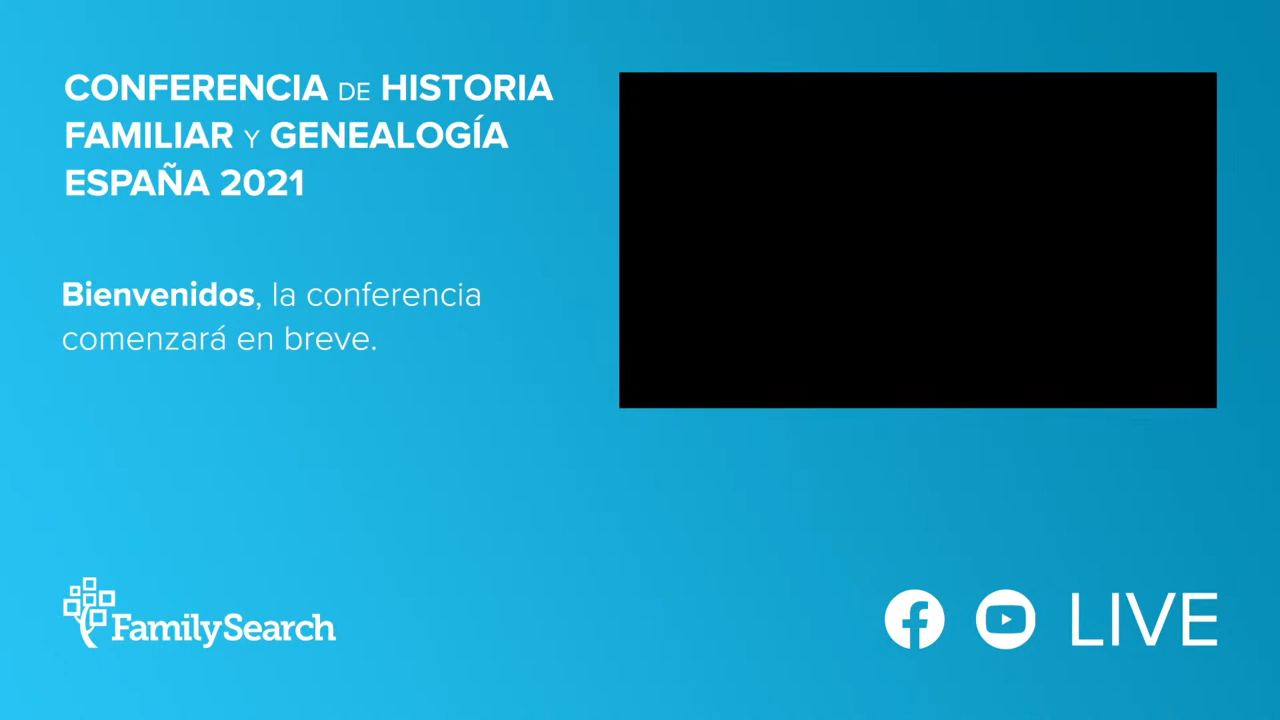 CONFERENCIA DE HISTORIA
FAMILIAR Y GENEALOGÍA
ESPAÑA 2021
Bienvenidos, la conferencia
comenzará en breve.
FamilySearch
LIVE